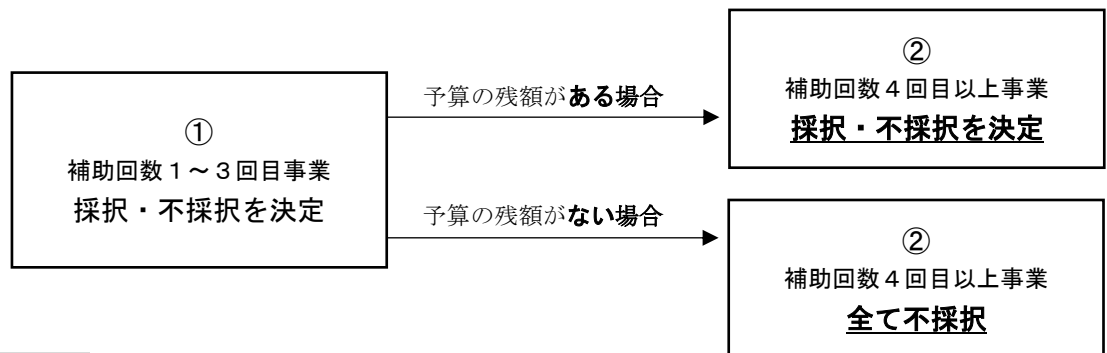 ①
補助回数１～３回目事業
採択・不採択を決定
予算の残額がある場合
②
補助回数４回目以上事業
採択・不採択を決定
予算の残額がない場合
②
補助回数４回目以上事業
全て不採択